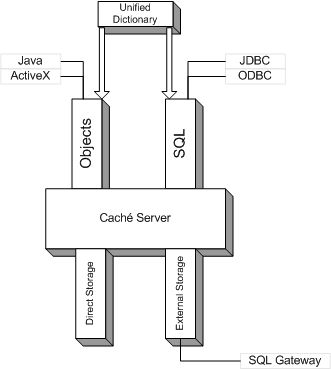 Unified
Dictionary
Java
ActiveX
JDBC
ODBC
Objects
SQL
Caché Server
Direct Storage
External Storage
SQL Gateway